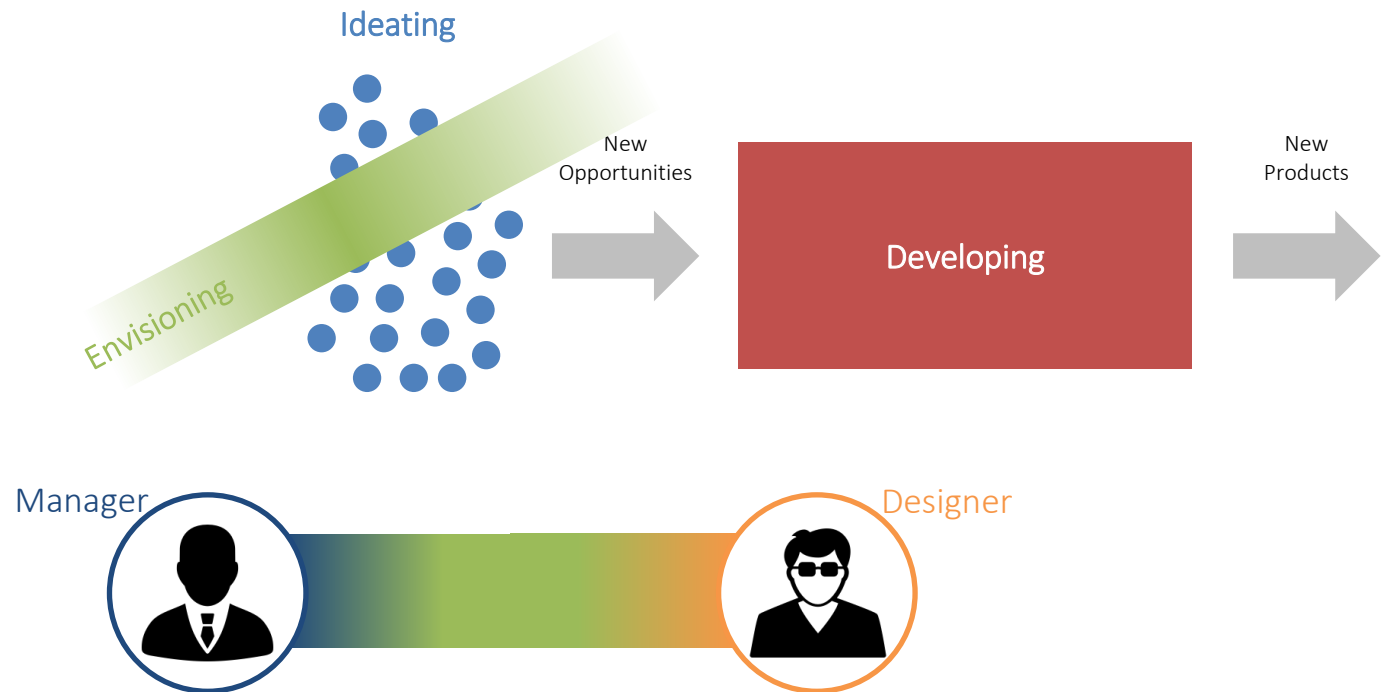 Ideating
New
Opportunities
New
Products
Developing
Envisioning
Manager
Designer